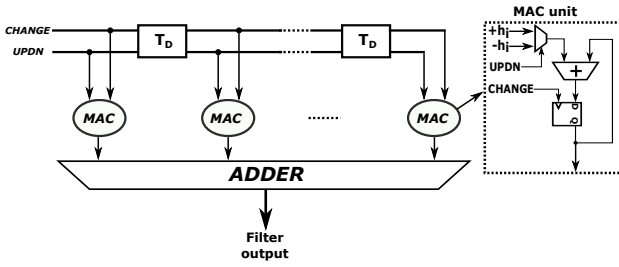 MAC unit
CHANGE
UPDN
T_D
T_D
MAC
MAC
MAC
+h_i
-h_i
UPDN
+
CHANGE
D
Q
ADDER
Filter
output